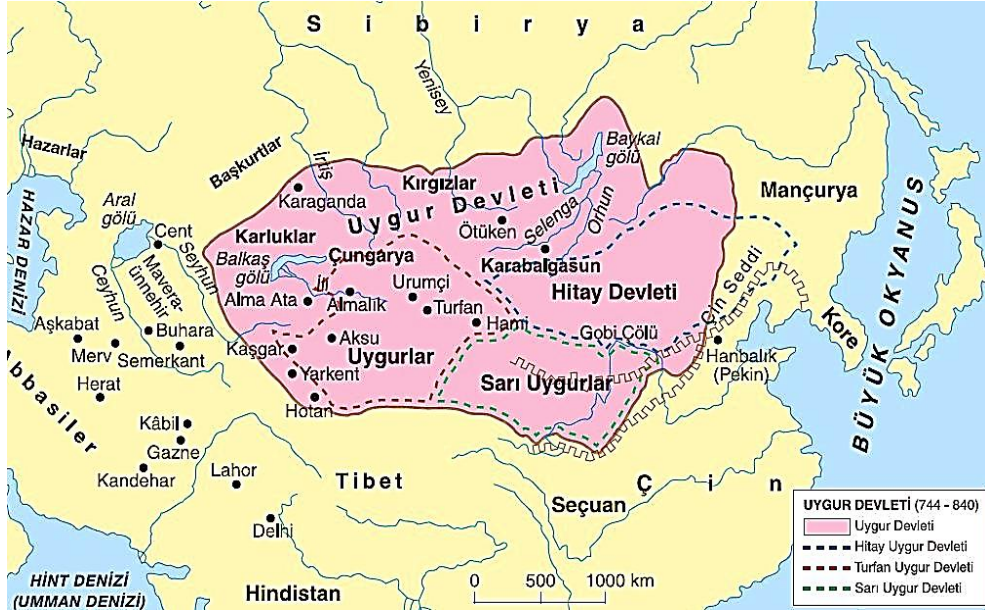 Sibirya
Yenisey
Hazarlar
Başkurtlar
İrtiş
Kırgızlar
Baykal
gölü
Mançurya
Karaganda
Uygur Devleti
Ötüken
Selenga
Orhun
Aral
gölü
Cent
Karluklar
Çungarya
Karabalgasun
HAZAR DENİZİ
Seyhun
Ceyhun
Mavera-
ünnehir
Balkaş
gölü
İli
Alma Ata
Almalık
Urumçi
Turfan
Hitay Devleti
Çin Seddi
Kore
BÜYÜK OKYANUS
Aşkabat
Merv
Buhara
Semerkant
Aksu
Hami
Gobi Çölü
Hanbalık
(Pekin)
Kaşgar
Uygurlar
Yarkent
Sarı Uygurlar
Herat
Hotan
Abbasiler
Kâbil
Gazne
Kandehar
Lahor
Tibet
Seçuan
Çin
Delhi
HİNT DENİZİ
(UMMAN DENİZİ)
Hindistan
0 500 1000 km
UYGUR DEVLETİ (744 - 840)
Uygur Devleti
Hitay Uygur Devleti
Turfan Uygur Devleti
Sarı Uygur Devleti